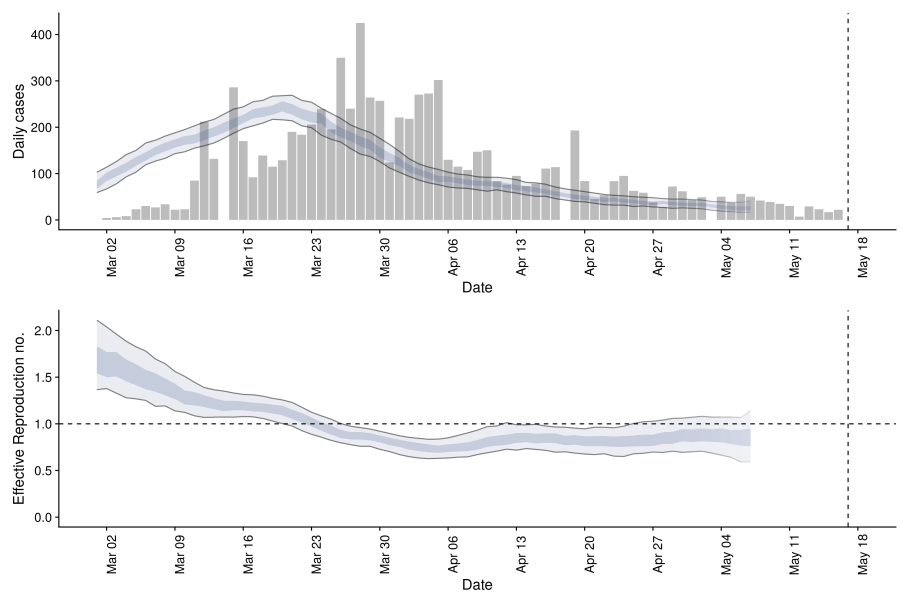 Daily cases
400
300
200
100
0
Mar 02
Mar 09
Mar 16
Mar 23
Mar 30
Apr 06
Apr 13
Apr 20
Apr 27
May 04
May 11
May 18
Date
Effective Reproduction no.
2.0
1.5
1.0
0.5
0.0
Mar 02
Mar 09
Mar 16
Mar 23
Mar 30
Apr 06
Apr 13
Apr 20
Apr 27
May 04
May 11
May 18
Date